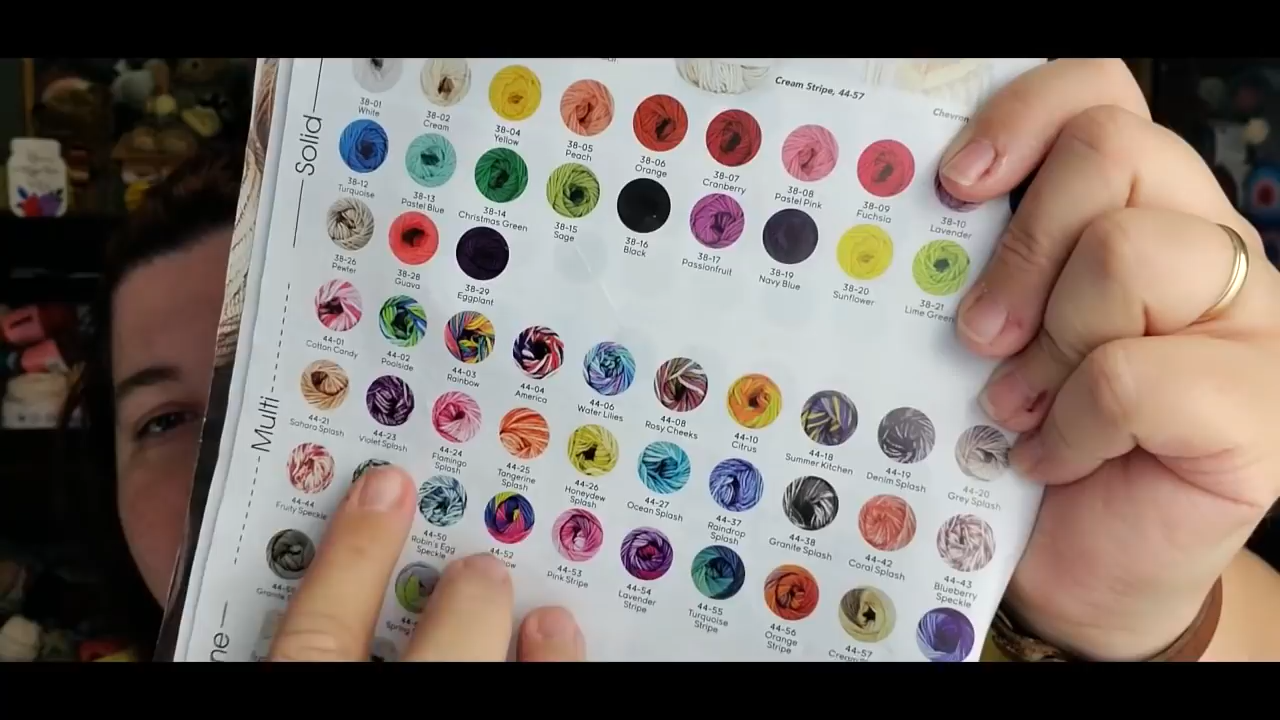 Cream Stripe, 44-57
Chevron
Solid
38-01
White
38-02
Cream
38-04
Yellow
38-05
Peach
38-06
Orange
38-07
Cranberry
38-08
Pastel Pink
38-09
Fuchsia
38-10
Lavender
38-12
Turquoise
38-13
Pastel Blue
38-14
Christmas Green
38-15
Sage
38-16
Black
38-17
Passionfruit
38-19
Navy Blue
38-20
Sunflower
38-21
Lime Green
38-26
Pewter
38-28
Guava
38-29
Eggplant
Multi
44-01
Cotton Candy
44-02
Poolside
44-03
Rainbow
44-04
America
44-06
Water Lilies
44-08
Rosy Cheeks
44-10
Citrus
44-18
Summer Kitchen
44-19
Denim Splash
44-20
Grey Splash
44-21
Sahara Splash
44-23
Violet Splash
44-24
Flamingo
Splash
44-25
Tangerine
Splash
44-26
Honeydew
Splash
44-27
Ocean Splash
44-37
Raindrop
Splash
44-38
Granite Splash
44-42
Coral Splash
44-43
Blueberry
Speckle
44-44
Fruity Speckle
44-50
Robin's Egg
Speckle
44-52
44-53
Pink Stripe
44-54
Lavender
Stripe
44-55
Turquoise
Stripe
44-56
Orange
Stripe
44-57
Cream
Spring
ne